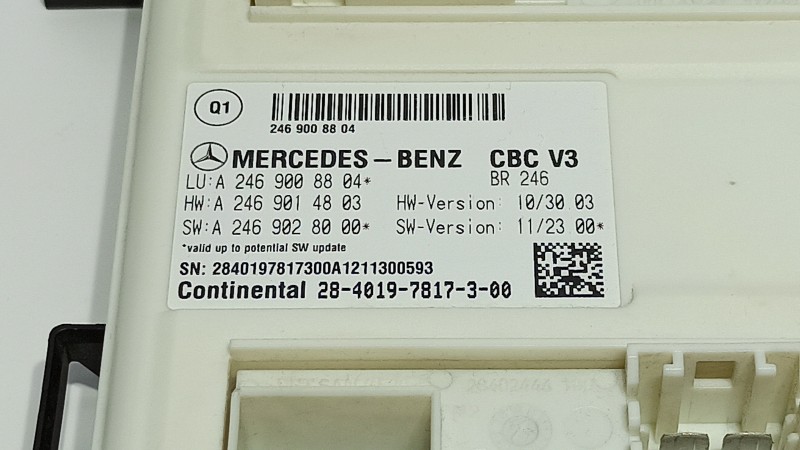 Q1
246 900 88 04
MERCEDES-BENZ CBC V3
LU:A 246 900 88 04* BR 246
HW:A 246 901 48 03 HW-Version: 10/30 03
SW:A 246 902 80 00* SW-Version: 11/23 00*
*valid up to potential SW update
SN: 2840197817300A1211300593
Continental 28-4019-7817-3-00